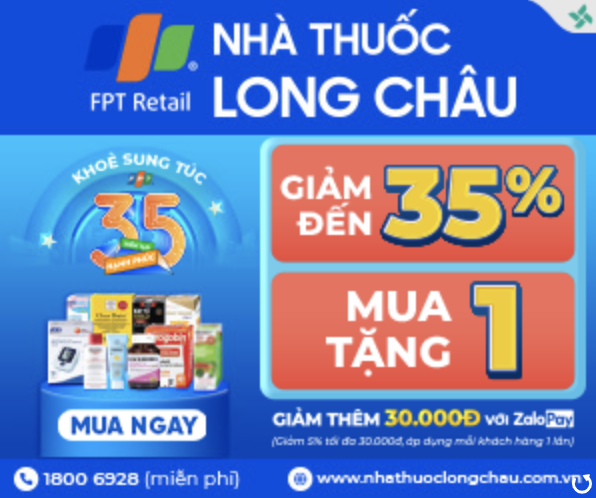 FPT Retail
NHÀ THUỐC
LONG CHÂU
KHOẺ SUNG TÚC
35
HẠNH PHÚC
GIẢM
ĐẾN
35%
MUA
TẶNG
1
MUA NGAY
GIẢM THÊM 30.000Đ với ZaloPay
(Giảm 5% tối đa 30.000đ, áp dụng mỗi khách hàng 1 lần)
1800 6928 (miễn phí)
www.nhathuoclongchau.com.vn